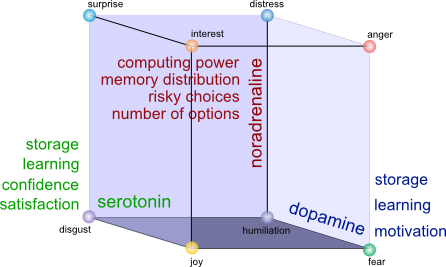 surprise
distress
interest
anger
computing power
memory distribution
risky choices
number of options
noradrenaline
storage
learning
confidence
satisfaction
serotonin
storage
learning
motivation
dopamine
disgust
humiliation
joy
fear